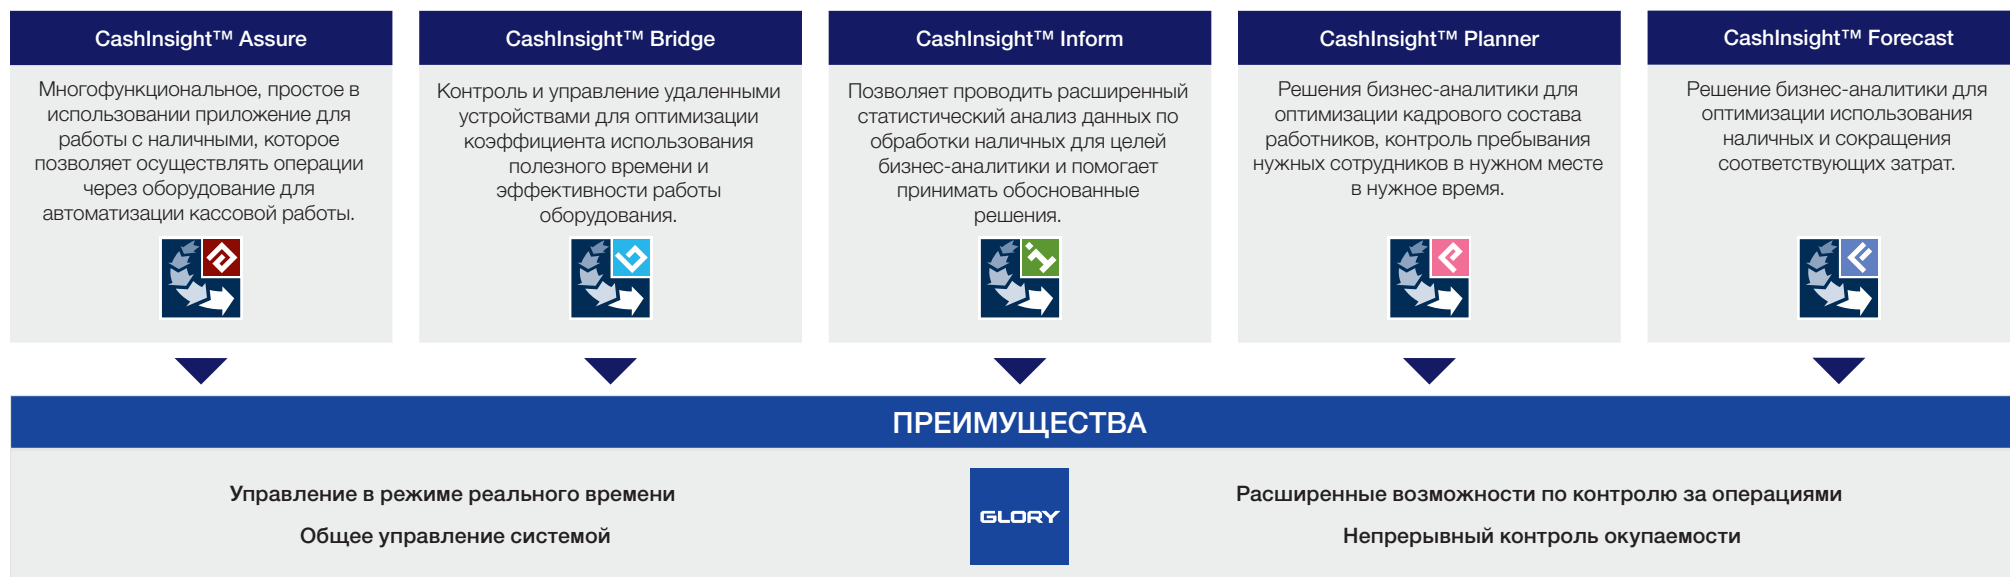 CashInsight™ Assure
Многофункциональное, простое в
использовании приложение для
работы с наличными, которое
позволяет осуществлять операции
через оборудование для
автоматизации кассовой работы.
CashInsight™ Bridge
Контроль и управление удаленными
устройствами для оптимизации
коэффициента использования
полезного времени и
эффективности работы
оборудования.
CashInsight™ Inform
Позволяет проводить расширенный
статистический анализ данных по
обработки наличных для целей
бизнес-аналитики и помогает
принимать обоснованные
решения.
CashInsight™ Planner
Решения бизнес-аналитики для
оптимизации кадрового состава
работников, контроль пребывания
нужных сотрудников в нужном месте
в нужное время.
CashInsight™ Forecast
Решение бизнес-аналитики для
оптимизации использования
наличных и сокращения
соответствующих затрат.
ПРЕИМУЩЕСТВА
Управление в режиме реального времени
Общее управление системой
GLORY
Расширенные возможности по контролю за операциями
Непрерывный контроль окупаемости